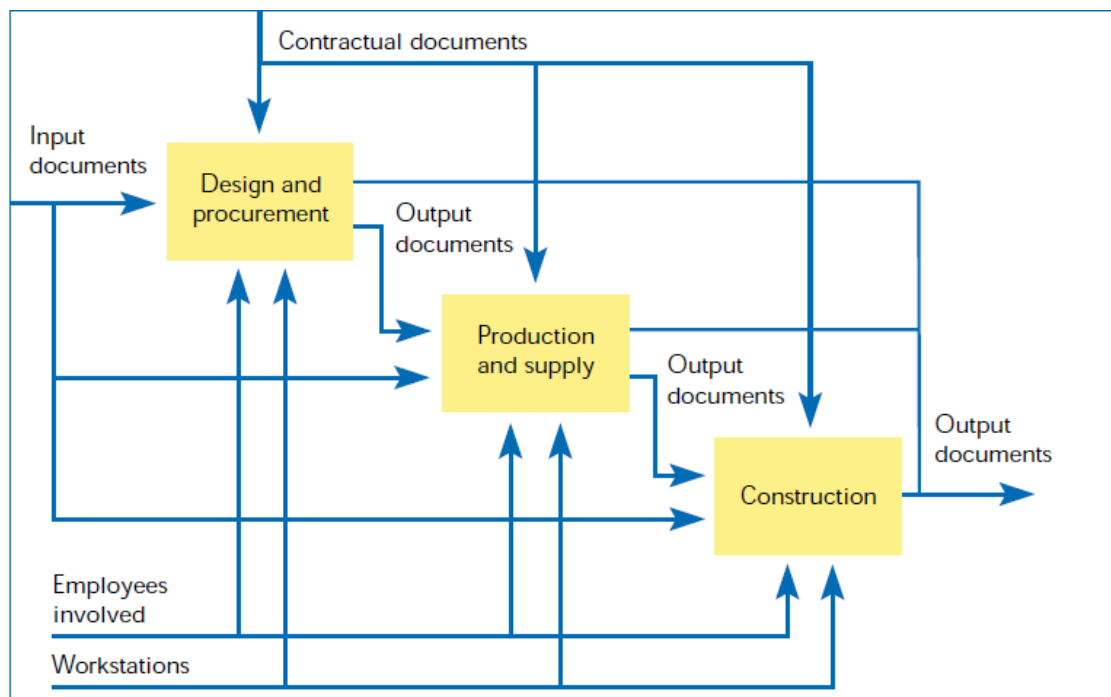 Contractual documents
Input
documents
Design and
procurement
Output
documents
Production
and supply
Output
documents
Output
documents
Construction
Employees
involved
Workstations